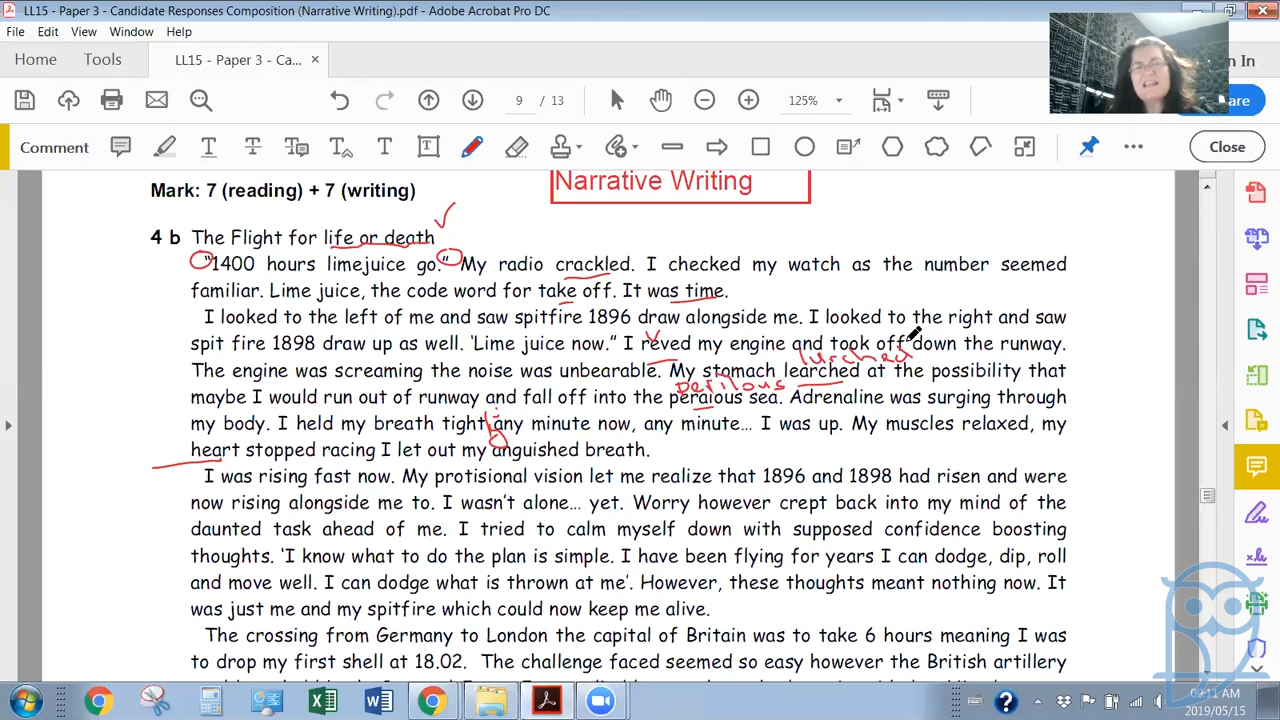 LL15 - Paper 3 - Candidate Responses Composition (Narrative Writing).pdf - Adobe Acrobat Pro DC
File Edit View Window Help
Home Tools LL15 - Paper 3 - Ca... × In
9 / 13 125% are
Comment Close
Mark: 7 (reading) + 7 (writing)
Narrative Writing
4 b The Flight for life or death
"1400 hours limejuice go." My radio crackled. I checked my watch as the number seemed
familiar. Lime juice, the code word for take off. It was time.
I looked to the left of me and saw spitfire 1896 draw alongside me. I looked to the right and saw
spit fire 1898 draw up as well. 'Lime juice now." I reved my engine and took off down the runway.
v
lurched
The engine was screaming the noise was unbearable. My stomach learched at the possibility that
perilous
maybe I would run out of runway and fall off into the peraious sea. Adrenaline was surging through
my body. I held my breath tight any minute now, any minute... I was up. My muscles relaxed, my
heart stopped racing I let out my anguished breath.
I was rising fast now. My protisional vision let me realize that 1896 and 1898 had risen and were
now rising alongside me to. I wasn't alone... yet. Worry however crept back into my mind of the
daunted task ahead of me. I tried to calm myself down with supposed confidence boosting
thoughts. 'I know what to do the plan is simple. I have been flying for years I can dodge, dip, roll
and move well. I can dodge what is thrown at me'. However, these thoughts meant nothing now. It
was just me and my spitfire which could now keep me alive.
The crossing from Germany to London the capital of Britain was to take 6 hours meaning I was
to drop my first shell at 18.02. The challenge faced seemed so easy however the British artillery
09:11 AM
2019/05/15